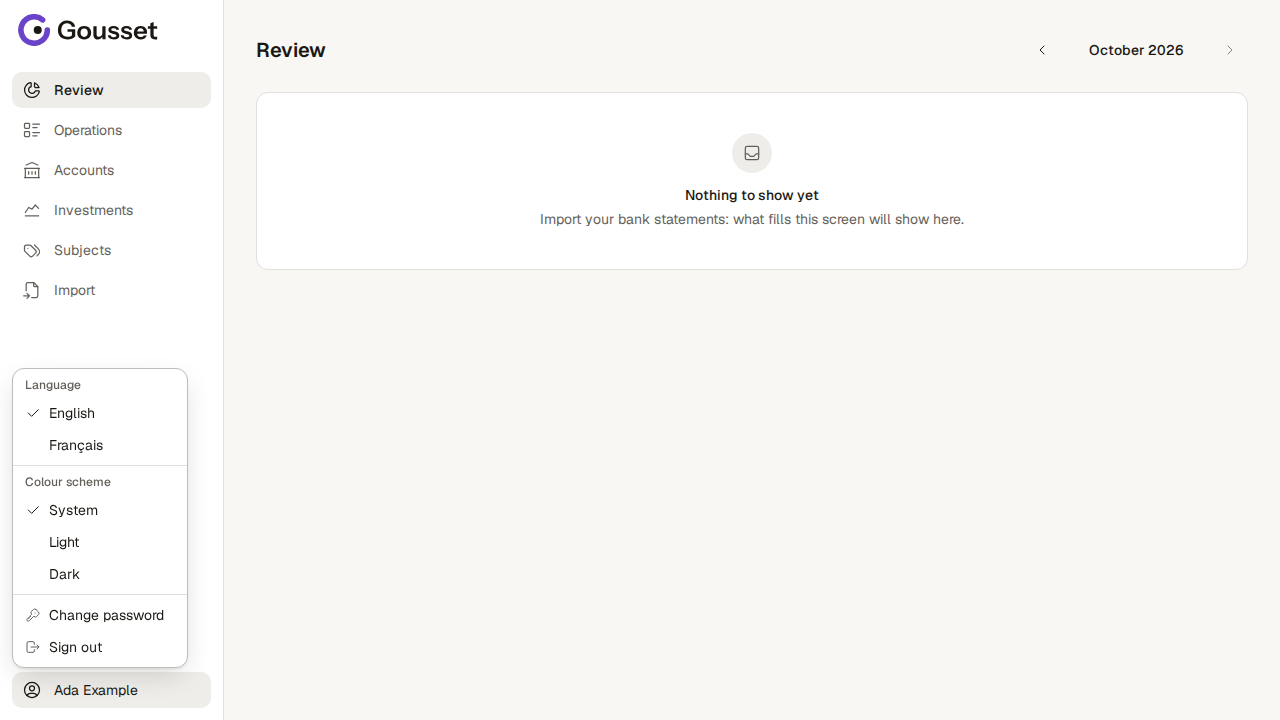 Gousset
Review
Operations
Accounts
Investments
Subjects
Import
Language
English
Français
Colour scheme
System
Light
Dark
Change password
Sign out
Ada Example
Review
October 2026
Nothing to show yet
Import your bank statements: what fills this screen will show here.